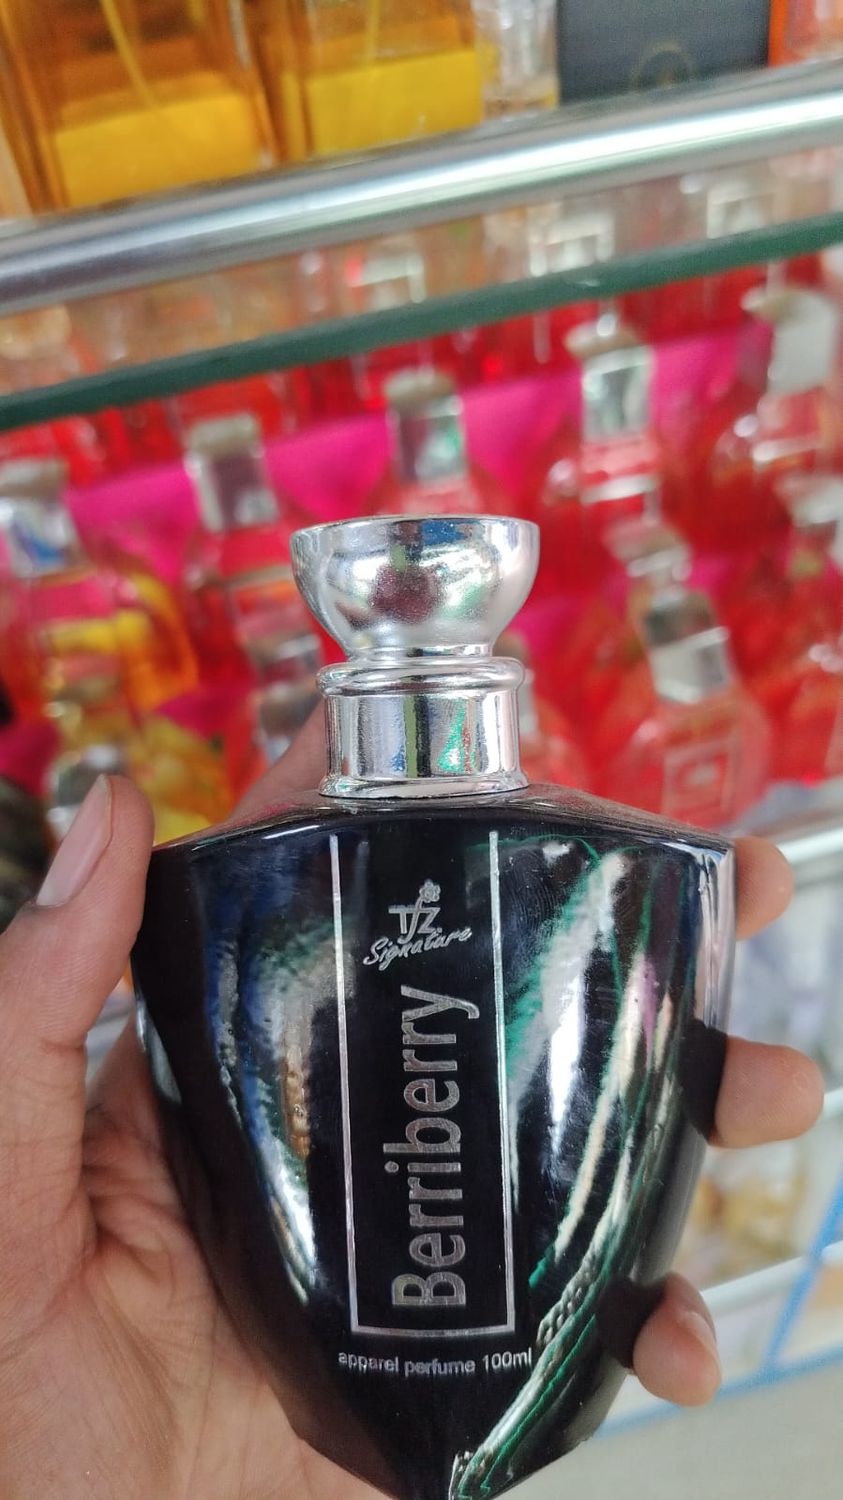 TFZ
Signature
Berriberry
apparel perfume 100ml